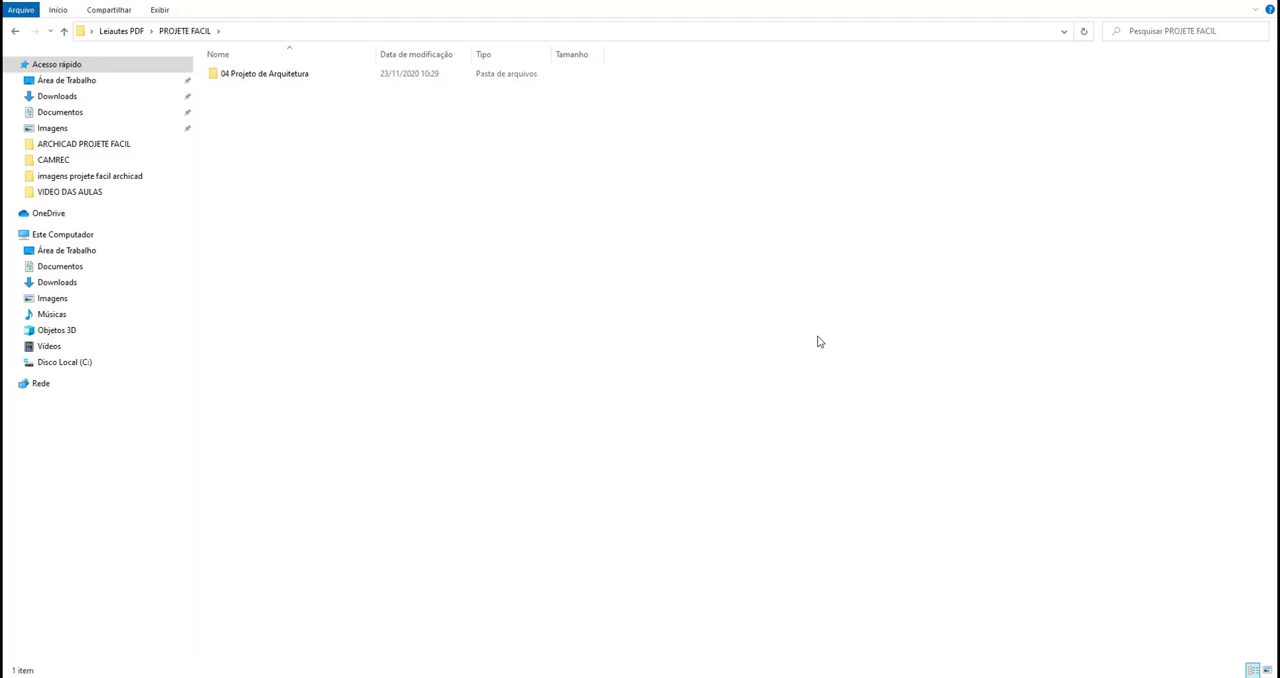 Arquivo Início Compartilhar Exibir
Leiautes PDF PROJETE FACIL Pesquisar PROJETE FACIL
Nome Data de modificação Tipo Tamanho
04 Projeto de Arquitetura 23/11/2020 10:29 Pasta de arquivos
Acesso rápido
Área de Trabalho
Downloads
Documentos
Imagens
ARCHICAD PROJETE FACIL
CAMREC
imagens projete facil archicad
VIDEO DAS AULAS
OneDrive
Este Computador
Área de Trabalho
Documentos
Downloads
Imagens
Músicas
Objetos 3D
Vídeos
Disco Local (C:)
Rede
1 item